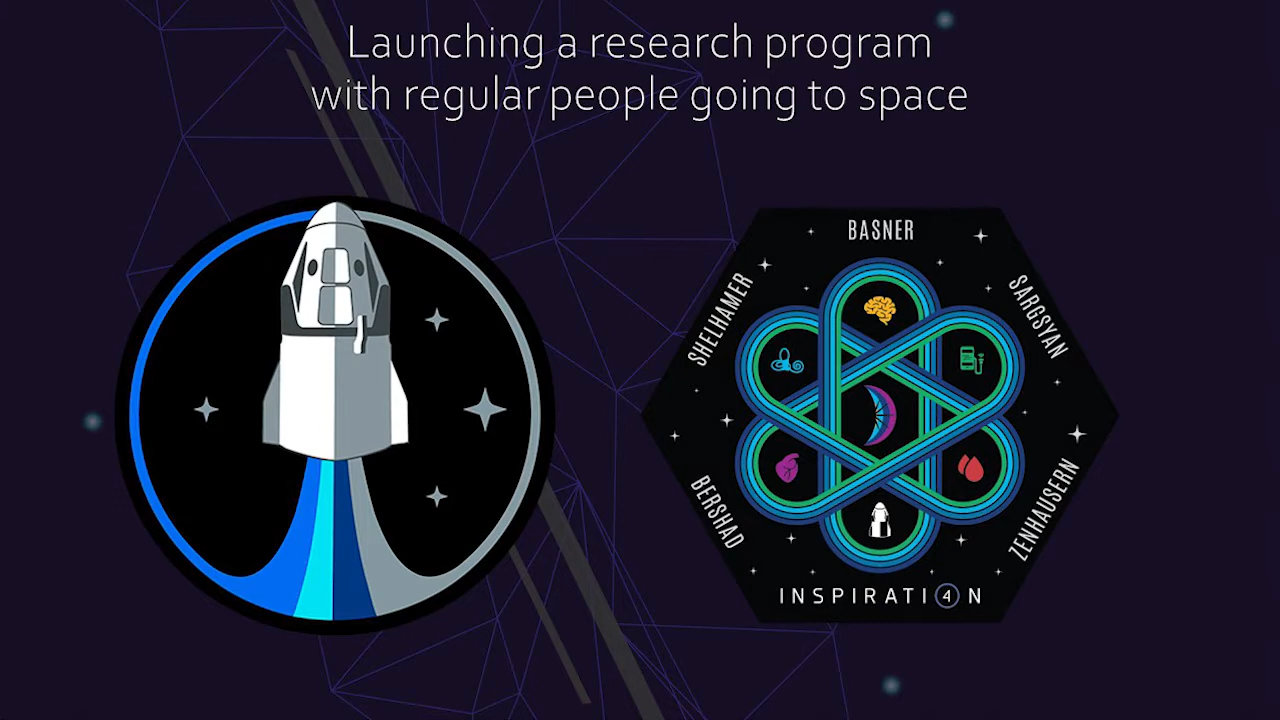 Launching a research program
with regular people going to space
BASNER
SHELHAMER
SARGSYAN
BERSHAD
ZENHAUSERN
INSPIRATI4N